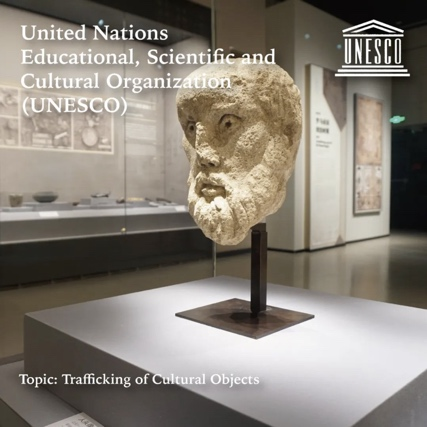 United Nations
Educational, Scientific and
Cultural Organization
(UNESCO)
UNESCO
Topic: Trafficking of Cultural Objects